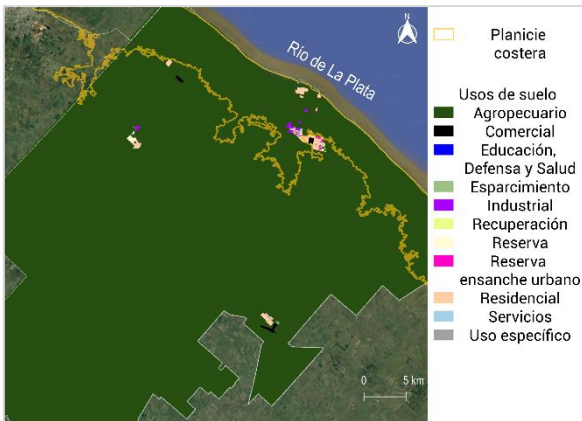 N
Río de La Plata
0 5 km
Planicie
costera
Usos de suelo
Agropecuario
Comercial
Educación,
Defensa y Salud
Esparcimiento
Industrial
Recuperación
Reserva
Reserva
ensanche urbano
Residencial
Servicios
Uso específico